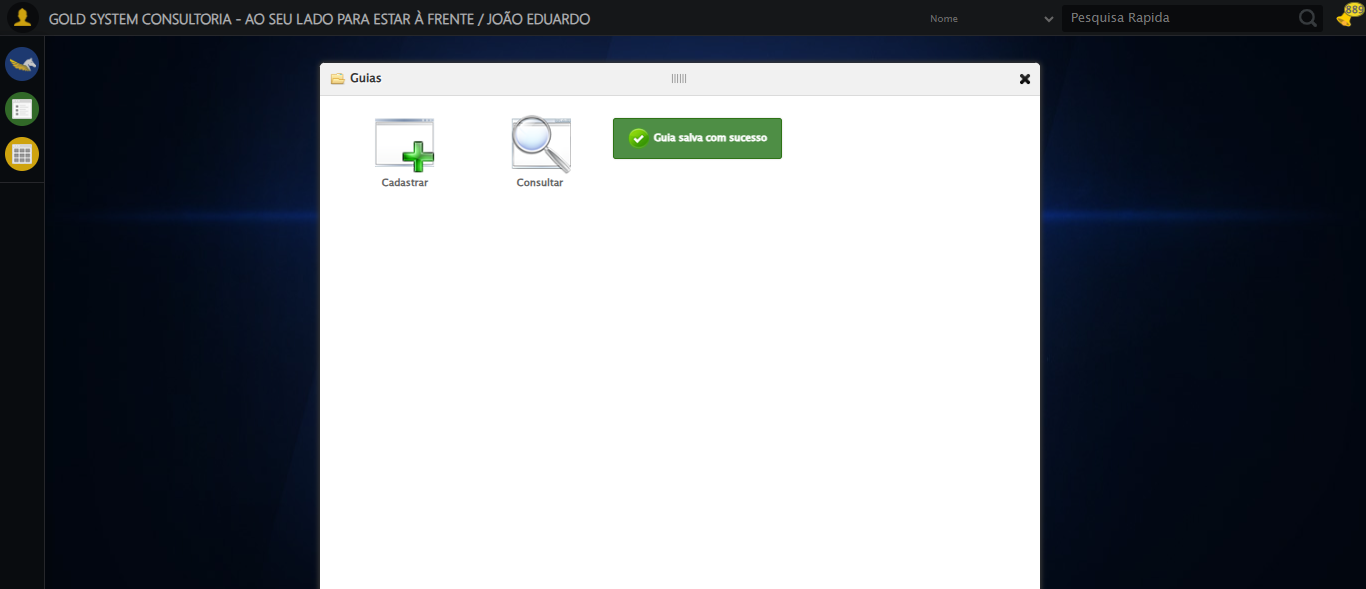 GOLD SYSTEM CONSULTORIA - AO SEU LADO PARA ESTAR À FRENTE / JOÃO EDUARDO
Nome
Pesquisa Rapida
889
Guias
Guia salva com sucesso
Cadastrar
Consultar